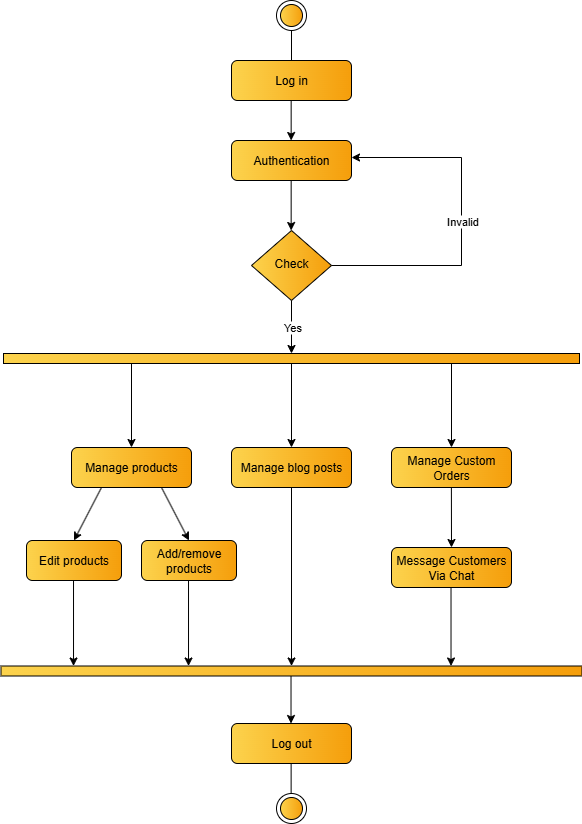 Log in
Authentication
Invalid
Check
Yes
Manage products
Manage blog posts
Manage Custom
Orders
Edit products
Add/remove
products
Message Customers
Via Chat
Log out